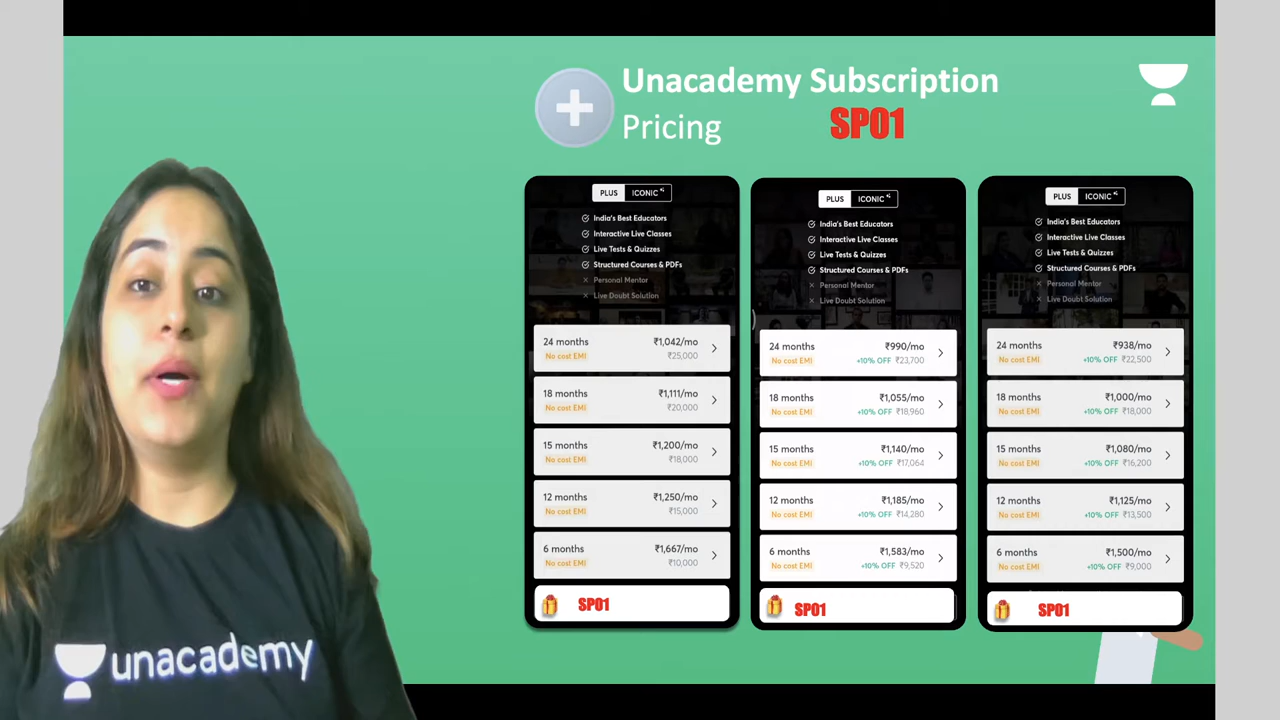 Unacademy Subscription
Pricing
SP01
PLUS ICONIC
India's Best Educators
Interactive Live Classes
Live Tests & Quizzes
Structured Courses & PDFs
Personal Mentor
Live Doubt Solution
24 months ₹1,042/mo
No cost EMI ₹25,000
18 months ₹1,111/mo
No cost EMI ₹20,000
15 months ₹1,200/mo
No cost EMI ₹18,000
12 months ₹1,250/mo
No cost EMI ₹15,000
6 months ₹1,667/mo
No cost EMI ₹10,000
SP01
PLUS ICONIC
India's Best Educators
Interactive Live Classes
Live Tests & Quizzes
Structured Courses & PDFs
Personal Mentor
Live Doubt Solution
24 months ₹990/mo
No cost EMI +10% OFF ₹23,700
18 months ₹1,055/mo
No cost EMI +10% OFF ₹18,960
15 months ₹1,140/mo
No cost EMI +10% OFF ₹17,064
12 months ₹1,185/mo
No cost EMI +10% OFF ₹14,280
6 months ₹1,583/mo
No cost EMI +10% OFF ₹9,520
SP01
PLUS ICONIC
India's Best Educators
Interactive Live Classes
Live Tests & Quizzes
Structured Courses & PDFs
Personal Mentor
Live Doubt Solution
24 months ₹938/mo
No cost EMI +10% OFF ₹22,500
18 months ₹1,000/mo
No cost EMI +10% OFF ₹18,000
15 months ₹1,080/mo
No cost EMI +10% OFF ₹16,200
12 months ₹1,125/mo
No cost EMI +10% OFF ₹13,500
6 months ₹1,500/mo
No cost EMI +10% OFF ₹9,000
SP01
unacademy